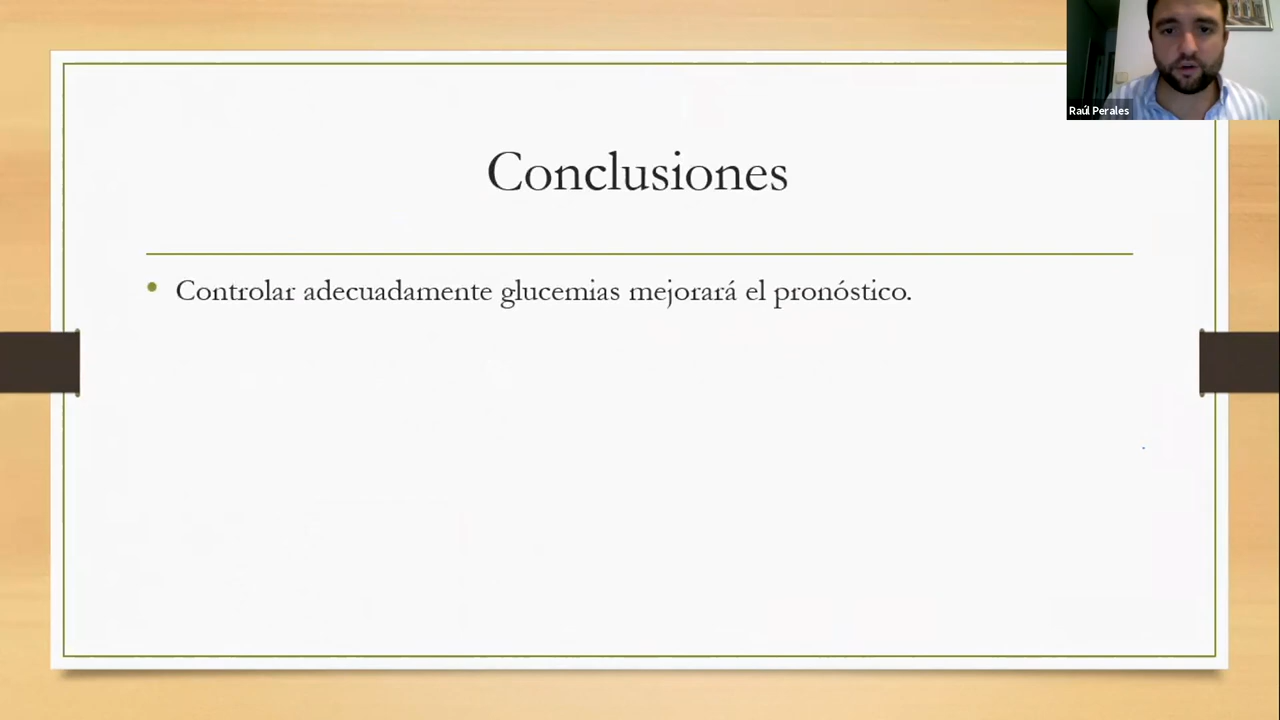 Raúl Perales
Conclusiones
• Controlar adecuadamente glucemias mejorará el pronóstico.